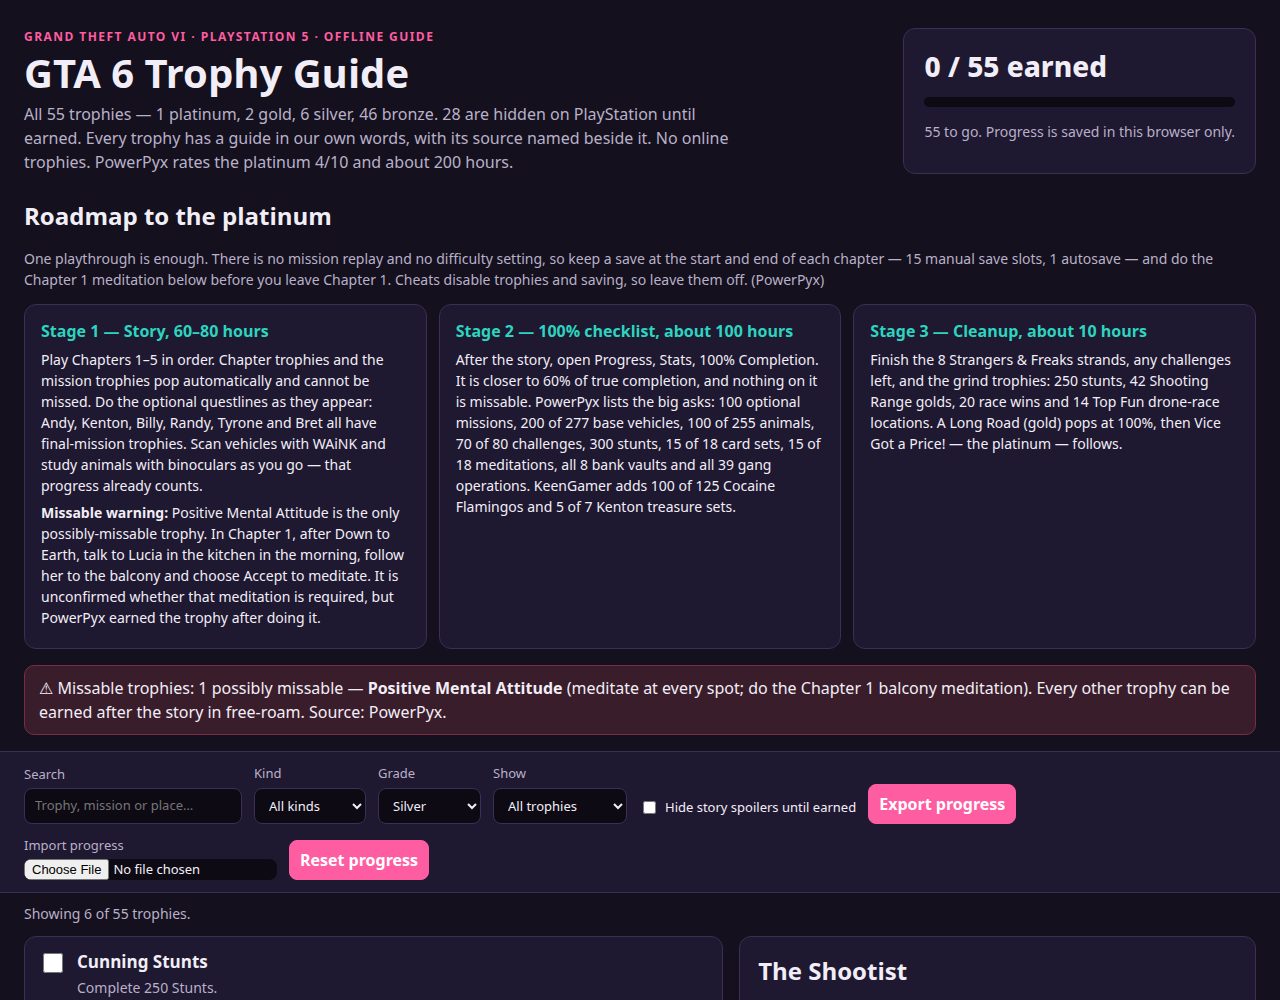 GRAND THEFT AUTO VI · PLAYSTATION 5 · OFFLINE GUIDE
GTA 6 Trophy Guide
All 55 trophies — 1 platinum, 2 gold, 6 silver, 46 bronze. 28 are hidden on PlayStation until
earned. Every trophy has a guide in our own words, with its source named beside it. No online
trophies. PowerPyx rates the platinum 4/10 and about 200 hours.
0 / 55 earned
55 to go. Progress is saved in this browser only.
Roadmap to the platinum
One playthrough is enough. There is no mission replay and no difficulty setting, so keep a save at the start and end of each chapter — 15 manual save slots, 1 autosave — and do the
Chapter 1 meditation below before you leave Chapter 1. Cheats disable trophies and saving, so leave them off. (PowerPyx)
Stage 1 — Story, 60–80 hours
Play Chapters 1–5 in order. Chapter trophies and the
mission trophies pop automatically and cannot be
missed. Do the optional questlines as they appear:
Andy, Kenton, Billy, Randy, Tyrone and Bret all have
final-mission trophies. Scan vehicles with WAiNK and
study animals with binoculars as you go — that
progress already counts.
Missable warning: Positive Mental Attitude is the only
possibly-missable trophy. In Chapter 1, after Down to
Earth, talk to Lucia in the kitchen in the morning, follow
her to the balcony and choose Accept to meditate. It is
unconfirmed whether that meditation is required, but
PowerPyx earned the trophy after doing it.
Stage 2 — 100% checklist, about 100 hours
After the story, open Progress, Stats, 100% Completion.
It is closer to 60% of true completion, and nothing on it
is missable. PowerPyx lists the big asks: 100 optional
missions, 200 of 277 base vehicles, 100 of 255 animals,
70 of 80 challenges, 300 stunts, 15 of 18 card sets, 15 of
18 meditations, all 8 bank vaults and all 39 gang
operations. KeenGamer adds 100 of 125 Cocaine
Flamingos and 5 of 7 Kenton treasure sets.
Stage 3 — Cleanup, about 10 hours
Finish the 8 Strangers & Freaks strands, any challenges
left, and the grind trophies: 250 stunts, 42 Shooting
Range golds, 20 race wins and 14 Top Fun drone-race
locations. A Long Road (gold) pops at 100%, then Vice
Got a Price! — the platinum — follows.
⚠ Missable trophies: 1 possibly missable — Positive Mental Attitude (meditate at every spot; do the Chapter 1 balcony meditation). Every other trophy can be
earned after the story in free-roam. Source: PowerPyx.
Search
Kind
Grade
Show
Trophy, mission or place…
All kinds
Silver
All trophies
Hide story spoilers until earned
Export progress
Import progress
Choose File No file chosen
Reset progress
Showing 6 of 55 trophies.
Cunning Stunts
Complete 250 Stunts.
The Shootist